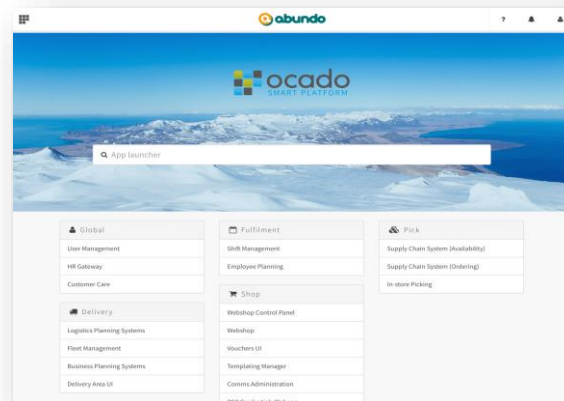 abundo
?
ocado
SMART PLATFORM
App launcher
Global
User Management
HR Gateway
Customer Care
Delivery
Logistics Planning Systems
Fleet Management
Business Planning Systems
Delivery Area UI
Fulfilment
Shift Management
Employee Planning
Shop
Webshop Control Panel
Webshop
Vouchers UI
Templating Manager
Comms Administration
Pick
Supply Chain System (Availability)
Supply Chain System (Ordering)
In-store Picking